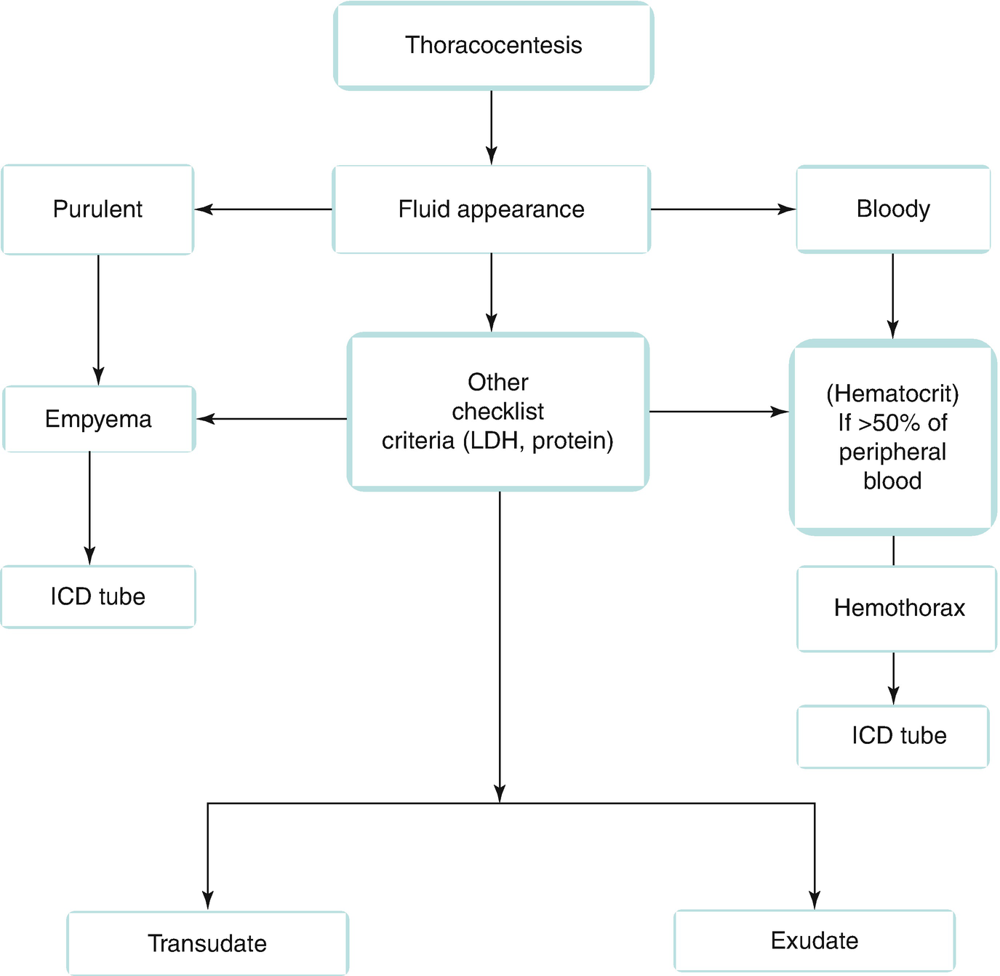 Thoracocentesis
Purulent
Fluid appearance
Bloody
Other
checklist
criteria (LDH, protein)
Empyema
(Hematocrit)
If >50% of
peripheral
blood
ICD tube
Hemothorax
ICD tube
Transudate
Exudate